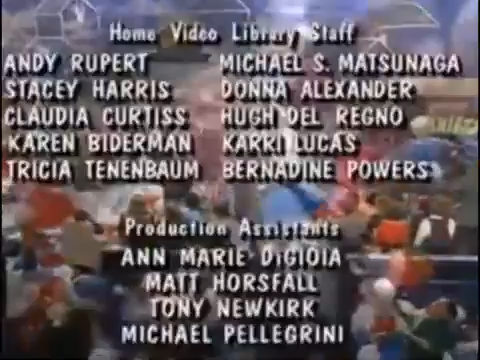 Home Video Library Staff
ANDY RUPERT MICHAEL S. MATSUNAGA
STACEY HARRIS DONNA ALEXANDER
CLAUDIA CURTISS HUGH DEL REGNO
KAREN BIDERMAN KARKI LUCAS
TRICIA TENENBAUM BERNADINE POWERS
Production Assistants
ANN MARIE DiGIOIA
MATT HORSFALL
TONY NEWKIRK
MICHAEL PELLEGRINI